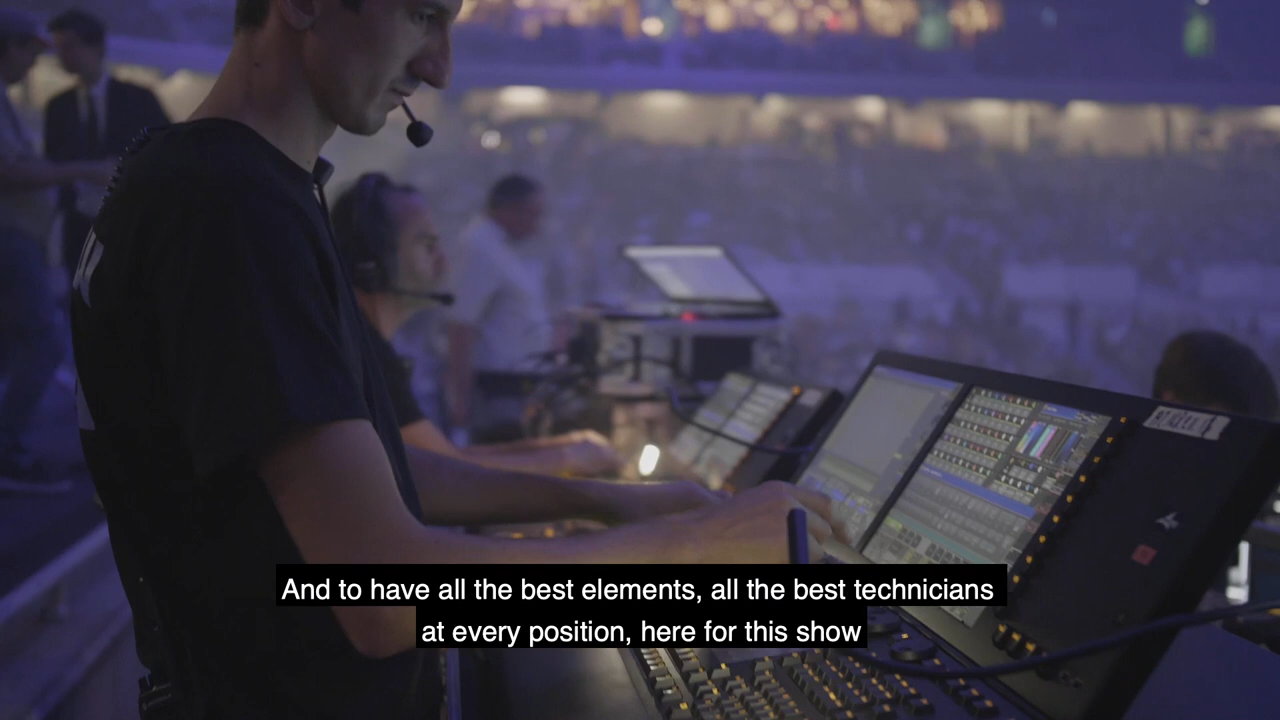 And to have all the best elements, all the best technicians
at every position, here for this show